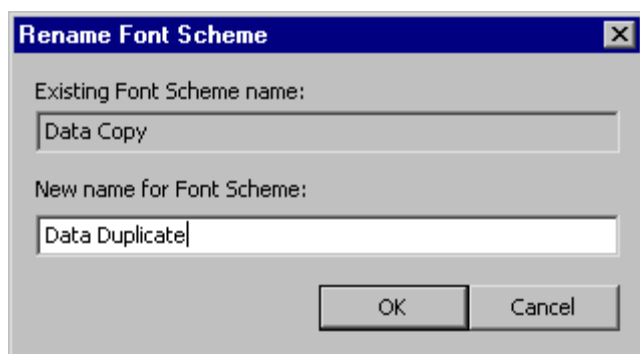 Rename Font Scheme
Existing Font Scheme name:
Data Copy
New name for Font Scheme:
Data Duplicate
OK Cancel